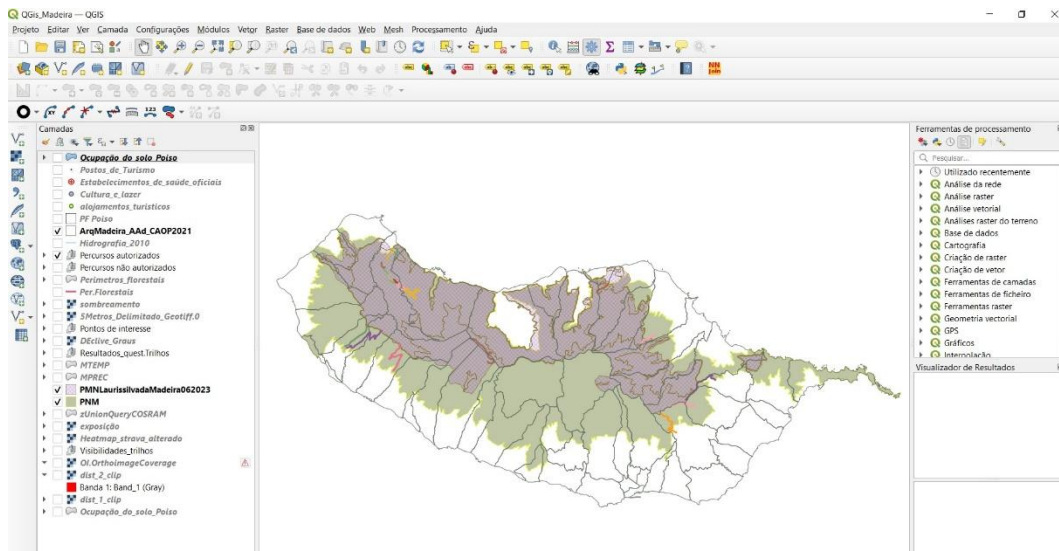 QGis_Madeira — QGIS
Projeto Editar Ver Camada Configurações Módulos Vetor Raster Base de dados Web Mesh Processamento Ajuda
Camadas
Ocupação do solo Poiso
Postos_de_Turismo
Estabelecimentos_de_saúde_oficiais
Cultura_e_lazer
alojamentos_turísticos
PF Poiso
ArqMadeira_AAd_CAOP2021
Hidrografia_2010
Percursos autorizados
Percursos não autorizados
Perimetros_florestais
Per.Florestais
sombreamento
5Metros_Delimitado_Geotiff.0
Pontos de interesse
DEclive_Graus
Resultados_quest.Trilhos
MTEMP
MPREC
PMNLaurissilvadaMadeira062023
PNM
zUnionQueryCOSRAM
exposição
Heatmap_strava_alterado
Visibilidades_trilhos
OI.OrthoimageCoverage
dist_2_clip
Banda 1: Band_1 (Gray)
dist_1_clip
Ocupação_do_solo_Poiso
Ferramentas de processamento
Pesquisar...
Utilizado recentemente
Análise da rede
Análise raster
Análise vetorial
Análises raster do terreno
Base de dados
Cartografia
Criação de raster
Criação de vetor
Ferramentas de camadas
Ferramentas de ficheiro
Ferramentas raster
Geometria vectorial
GPS
Gráficos
Interpolação
Visualizador de Resultados